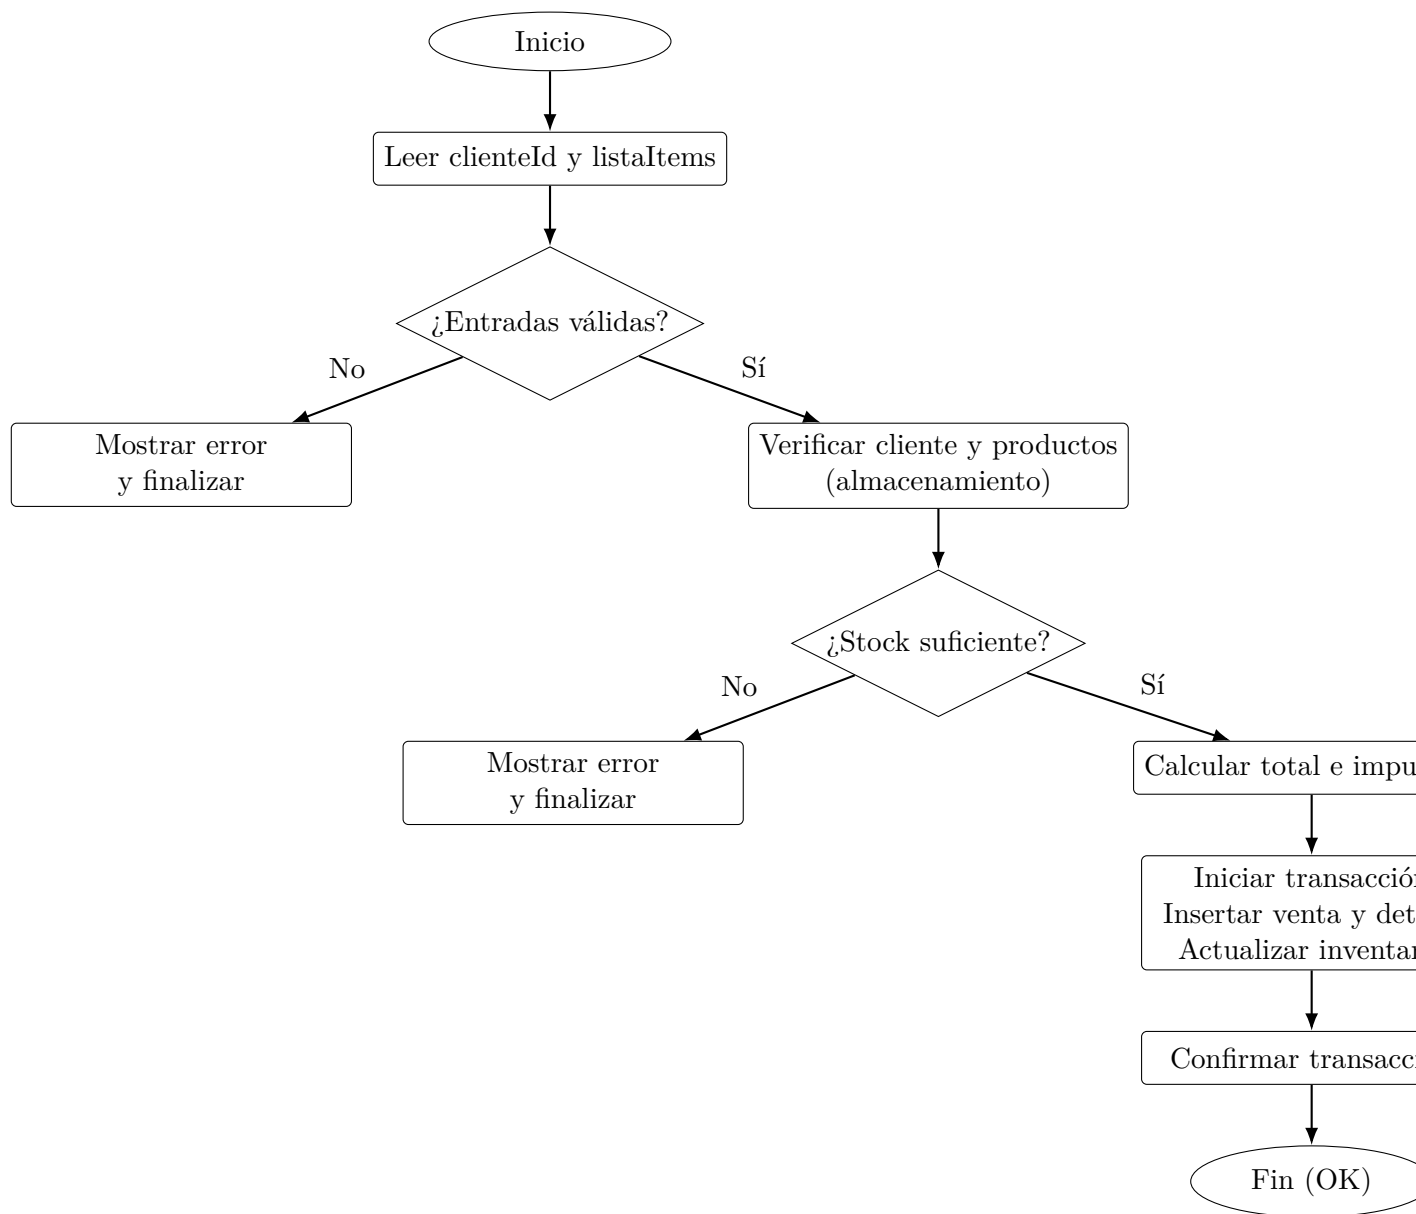 Inicio
Leer clienteId y listaItems
¿Entradas válidas?
No
Sí
Mostrar error
y finalizar
Verificar cliente y productos
(almacenamiento)
¿Stock suficiente?
No
Sí
Mostrar error
y finalizar
Calcular total e
Iniciar
Insertar venta y
Actualizar
Confirmar
Fin (OK)